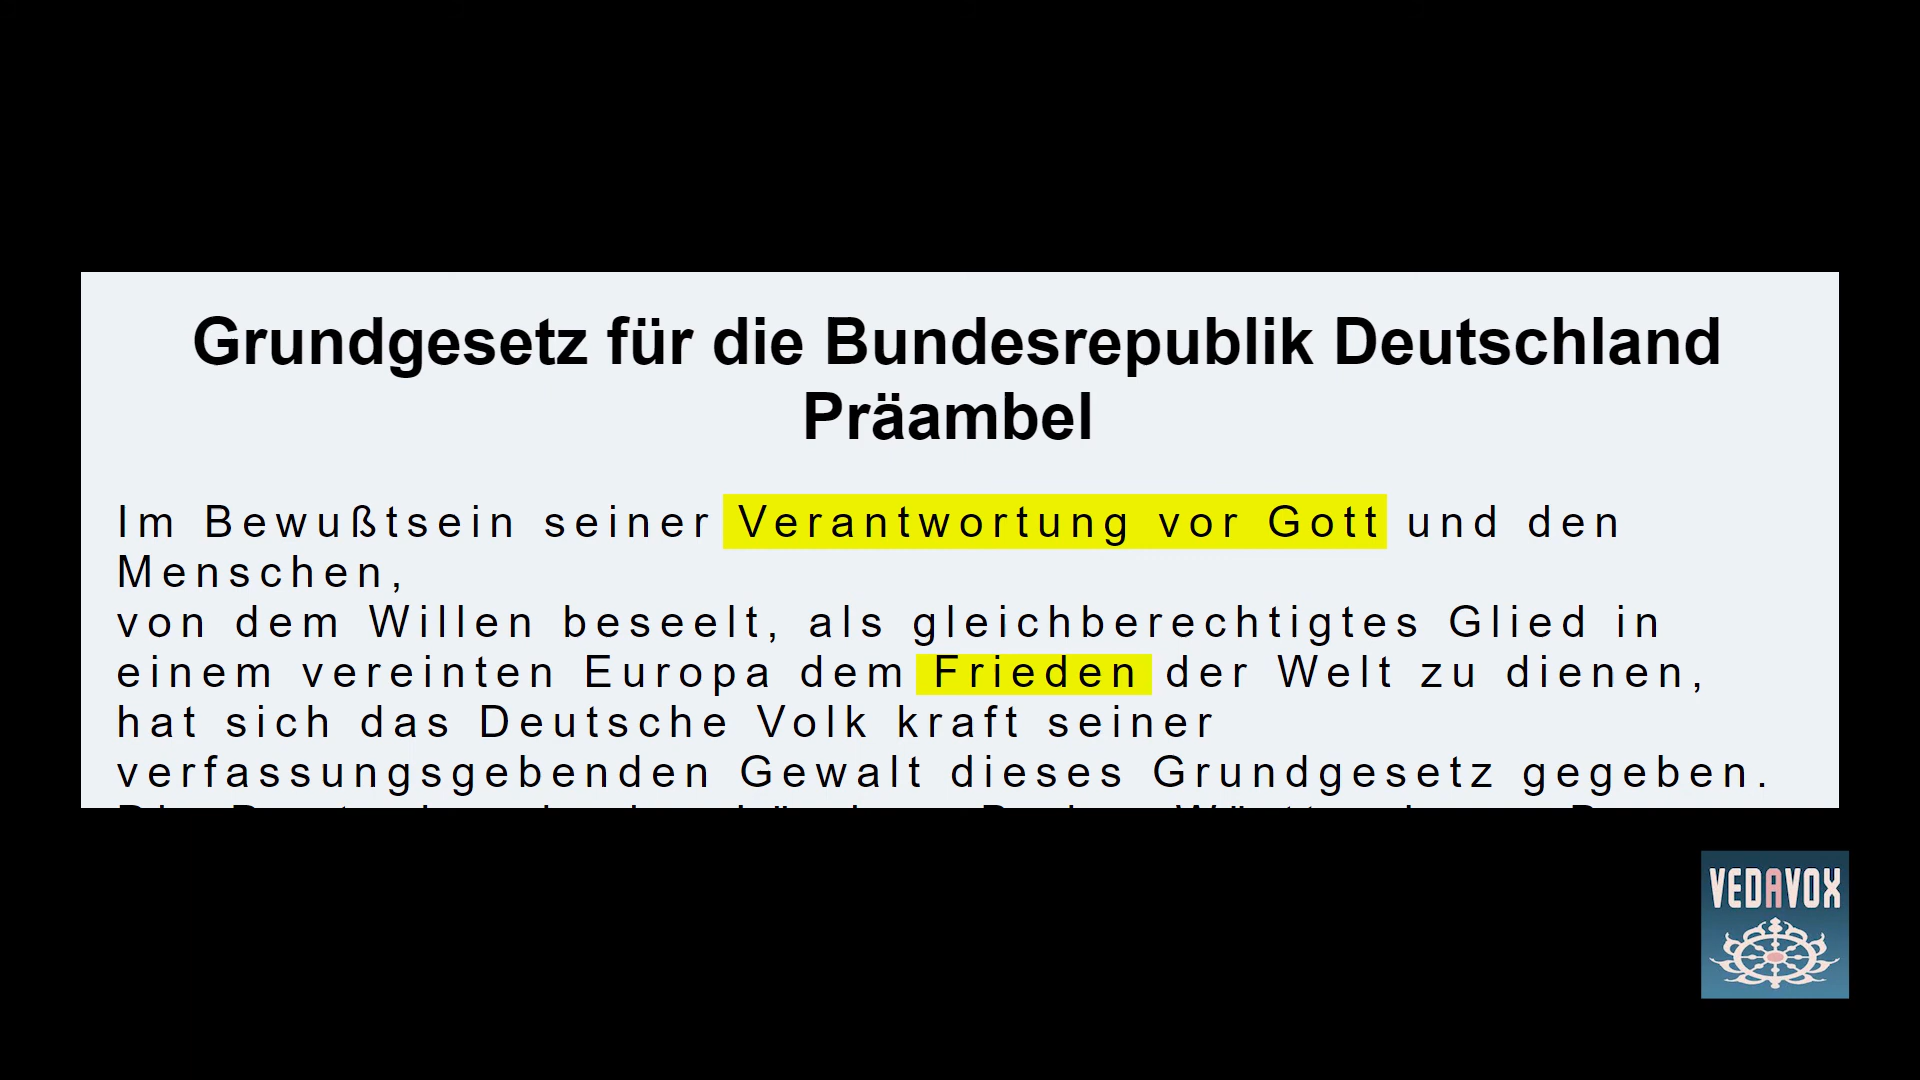 Grundgesetz für die Bundesrepublik Deutschland
Präambel
Im Bewußtsein seiner Verantwortung vor Gott und den
Menschen,
von dem Willen beseelt, als gleichberechtigtes Glied in
einem vereinten Europa dem Frieden der Welt zu dienen,
hat sich das Deutsche Volk kraft seiner
verfassungsgebenden Gewalt dieses Grundgesetz gegeben.
VEDAVOX